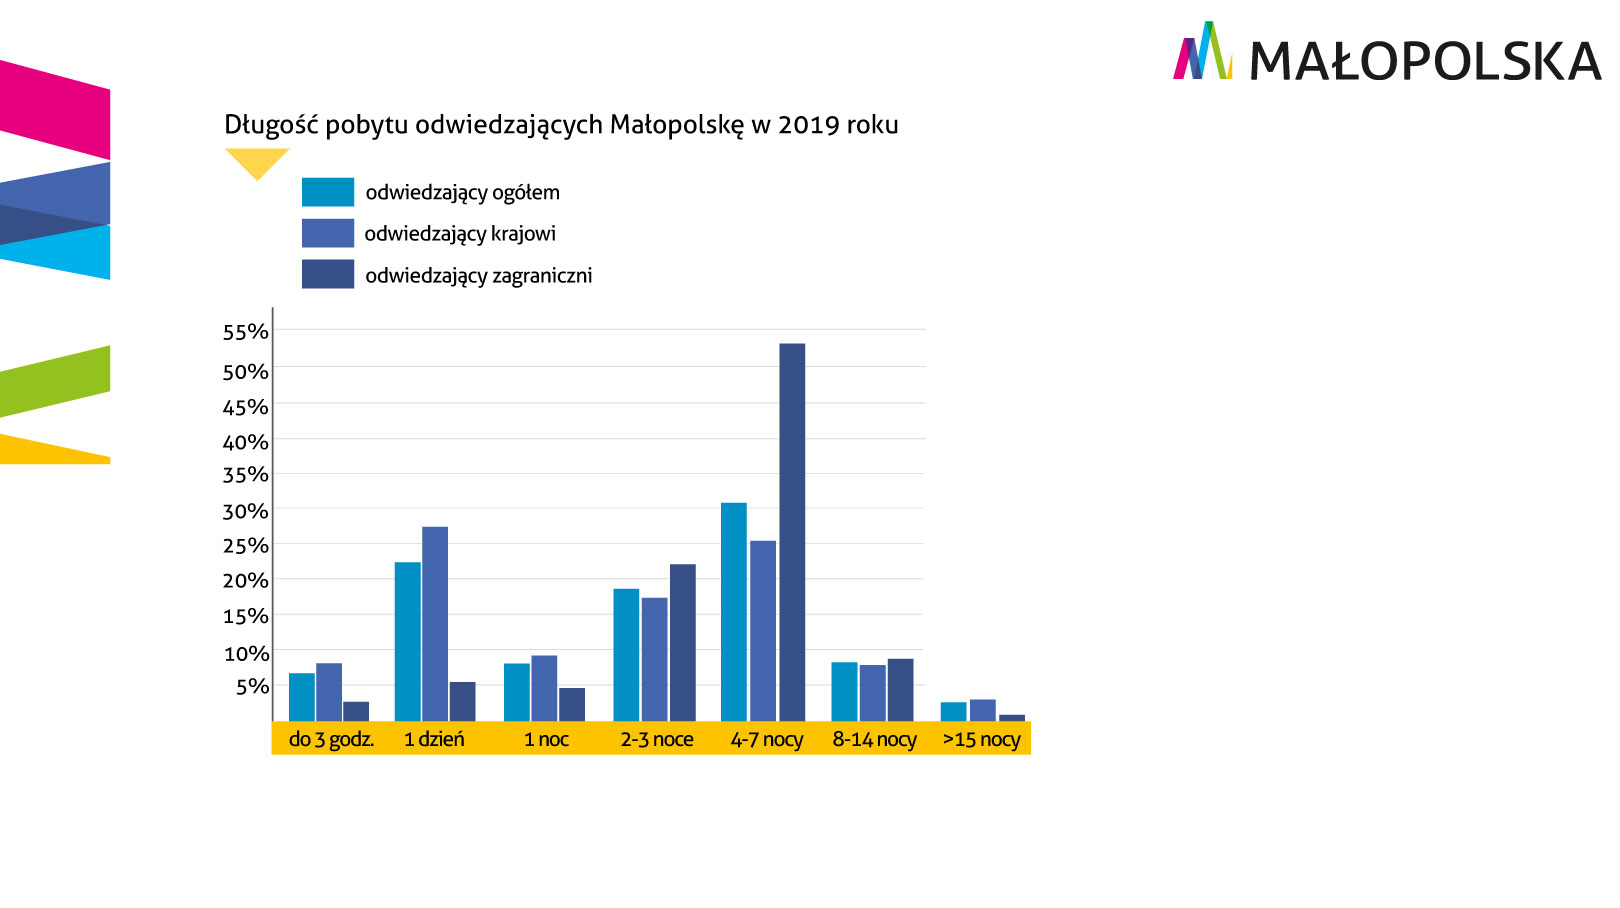 MAŁOPOLSKA
Długość pobytu odwiedzających Małopolskę w 2019 roku
odwiedzający ogółem
odwiedzający krajowi
odwiedzający zagraniczni
55%
50%
45%
40%
35%
30%
25%
20%
15%
10%
5%
do 3 godz. 1 dzień 1 noc 2-3 noce 4-7 nocy 8-14 nocy >15 nocy